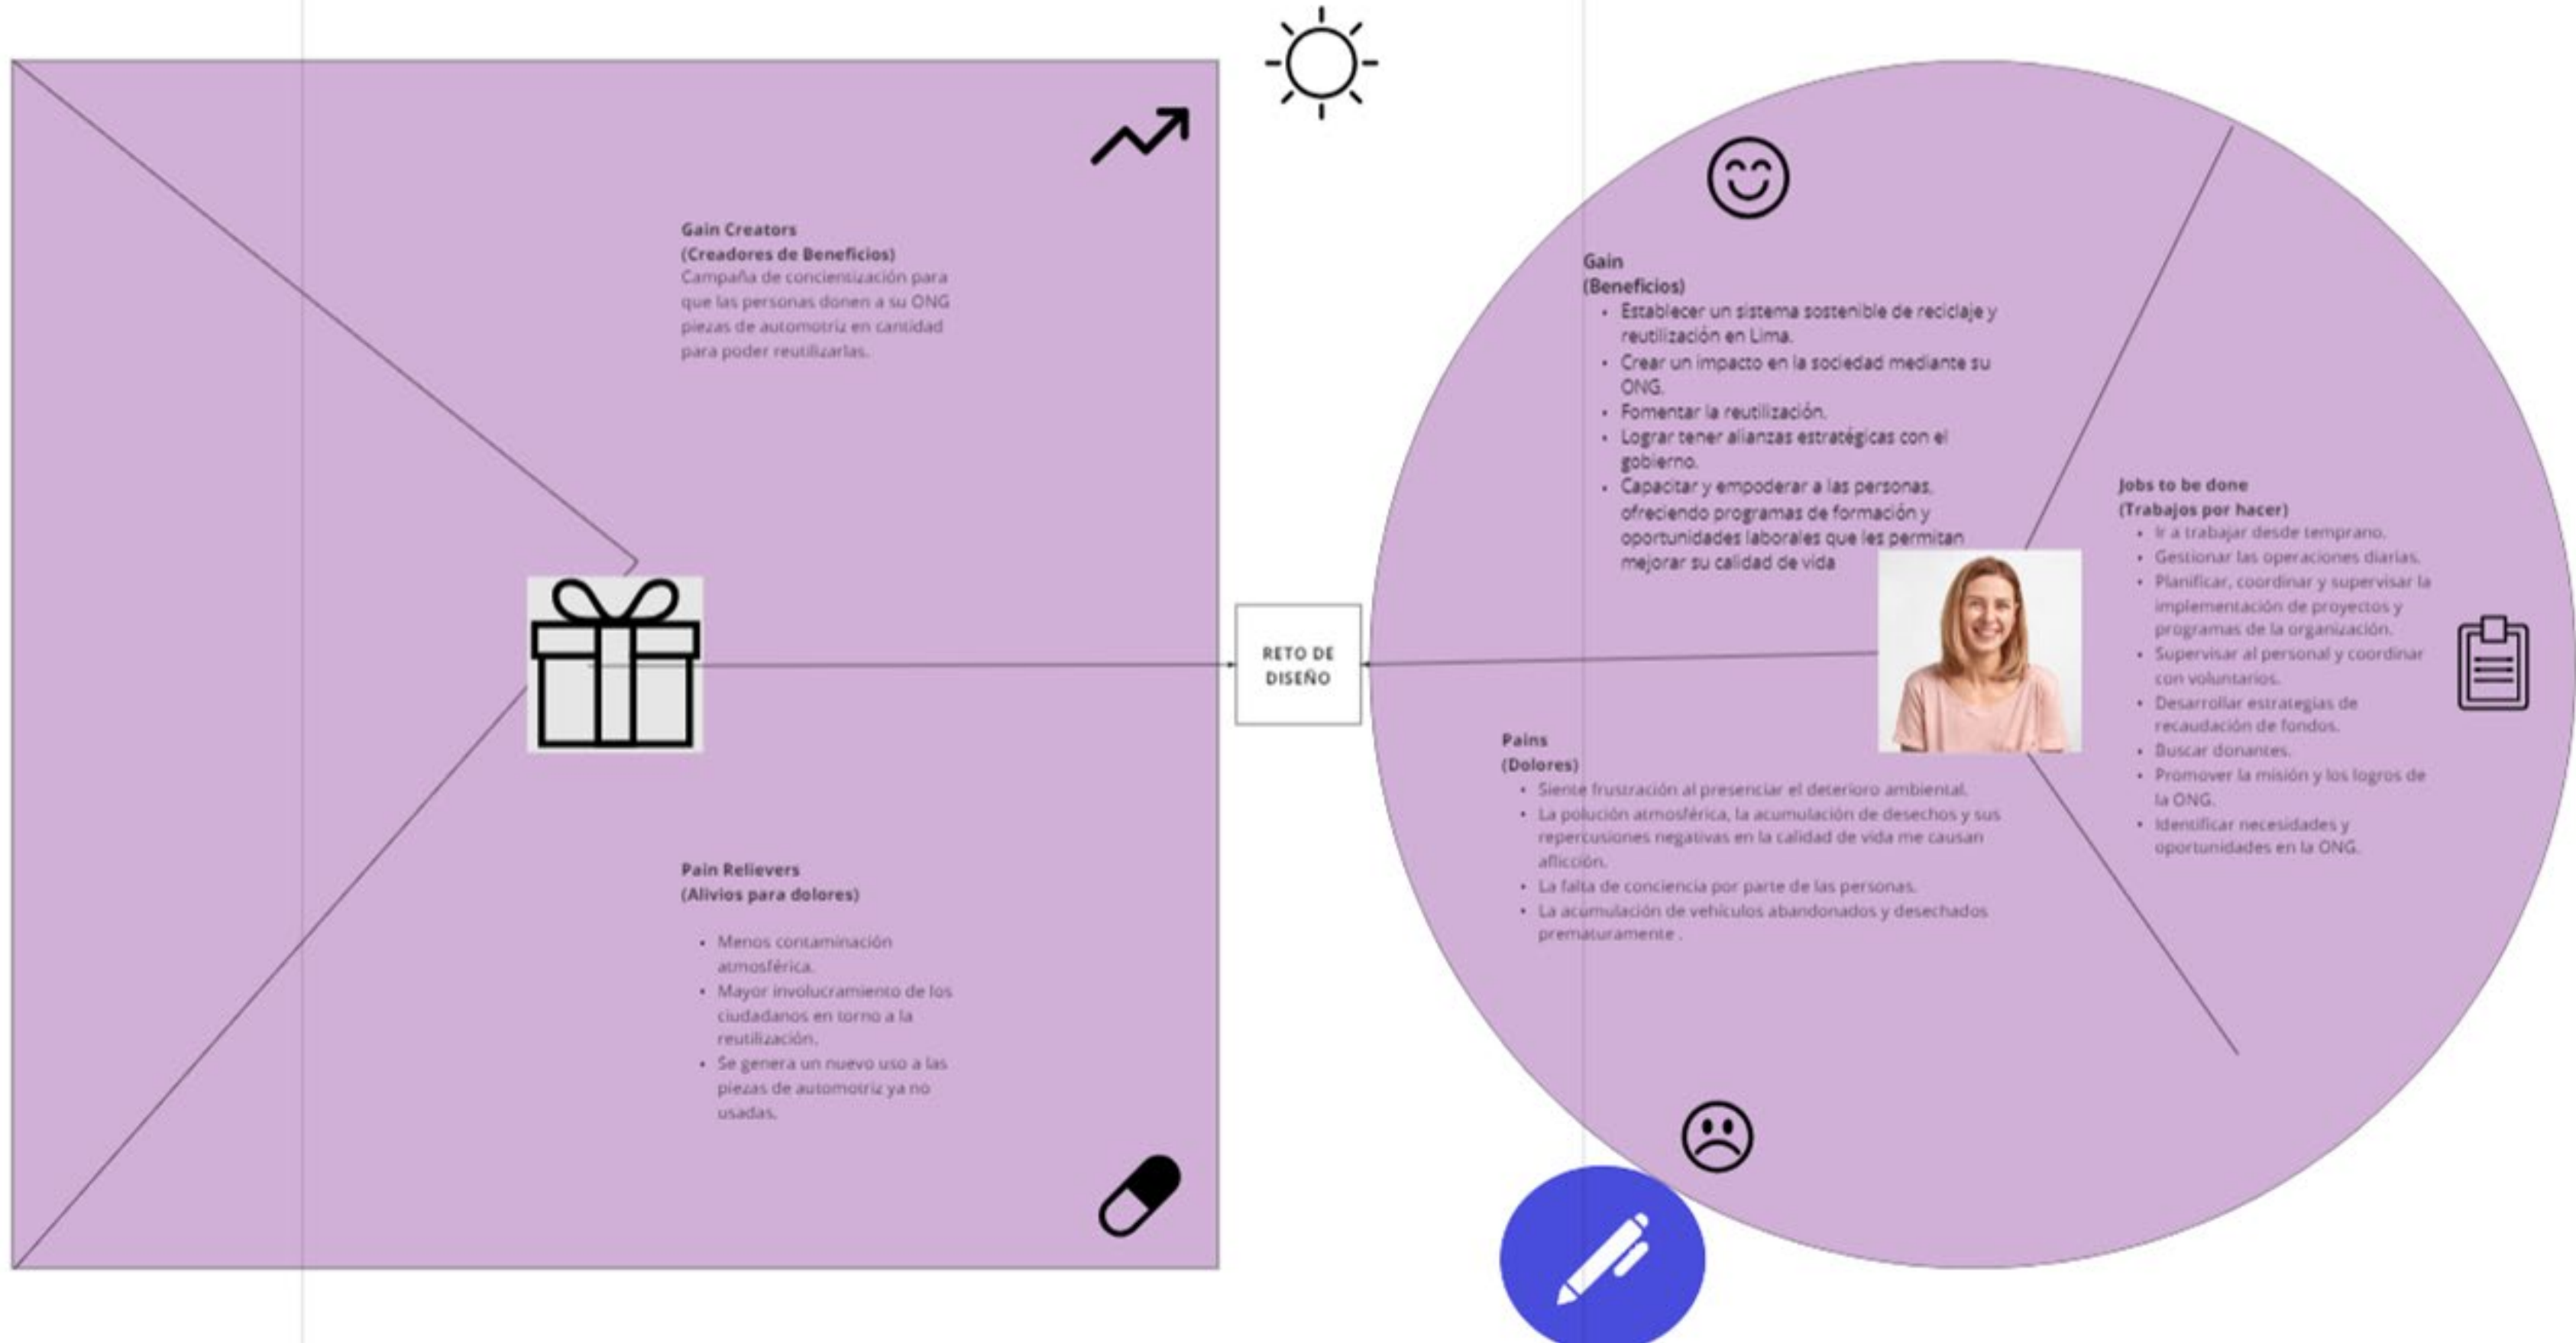 Gain Creators
(Creadores de Beneficios)
Campaña de concientización para
que las personas donen a su ONG
piezas de automotriz en cantidad
para poder reutilizarlas.
Pain Relievers
(Alivios para dolores)
• Menos contaminación
atmosférica.
• Mayor involucramiento de los
ciudadanos en torno a la
reutilización.
• Se genera un nuevo uso a las
piezas de automotriz ya no
usadas.
RETO DE
DISEÑO
Gain
(Beneficios)
• Establecer un sistema sostenible de reciclaje y
reutilización en Lima.
• Crear un impacto en la sociedad mediante su
ONG.
• Fomentar la reutilización.
• Lograr tener alianzas estratégicas con el
gobierno.
• Capacitar y empoderar a las personas,
ofreciendo programas de formación y
oportunidades laborales que les permitan
mejorar su calidad de vida
Pains
(Dolores)
• Siente frustración al presenciar el deterioro ambiental.
• La polución atmosférica, la acumulación de desechos y sus
repercusiones negativas en la calidad de vida me causan
aflicción.
• La falta de conciencia por parte de las personas.
• La acumulación de vehículos abandonados y desechados
prematuramente .
Jobs to be done
(Trabajos por hacer)
• Ir a trabajar desde temprano.
• Gestionar las operaciones diarias.
• Planificar, coordinar y supervisar la
implementación de proyectos y
programas de la organización.
• Supervisar al personal y coordinar
con voluntarios.
• Desarrollar estrategias de
recaudación de fondos.
• Buscar donantes.
• Promover la misión y los logros de
la ONG.
• Identificar necesidades y
oportunidades en la ONG.